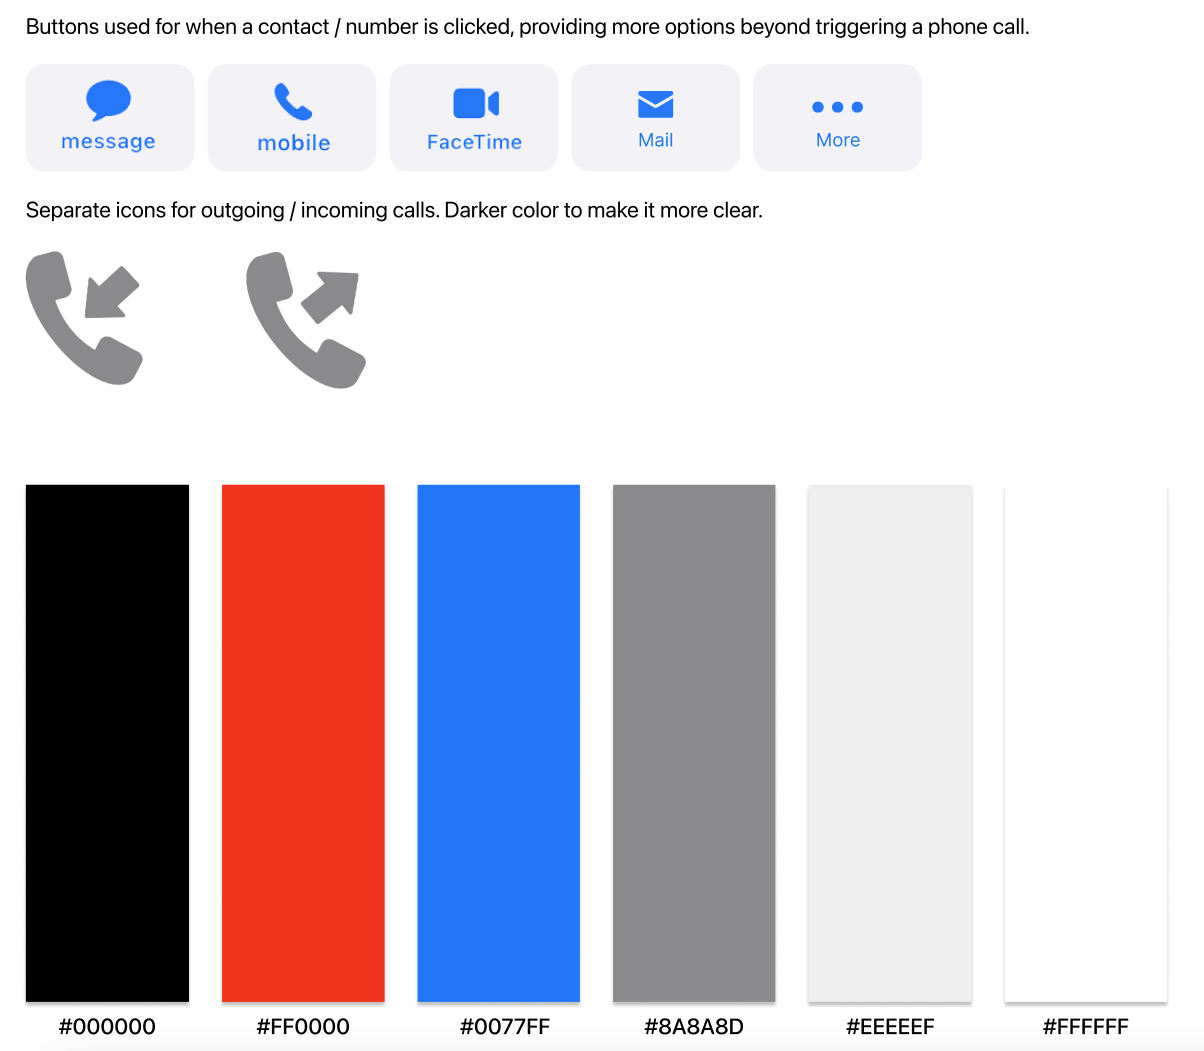 Buttons used for when a contact / number is clicked, providing more options beyond triggering a phone call.
message
mobile
FaceTime
Mail
More
Separate icons for outgoing / incoming calls. Darker color to make it more clear.
#000000
#FF0000
#0077FF
#8A8A8D
#EEEEEF
#FFFFFF